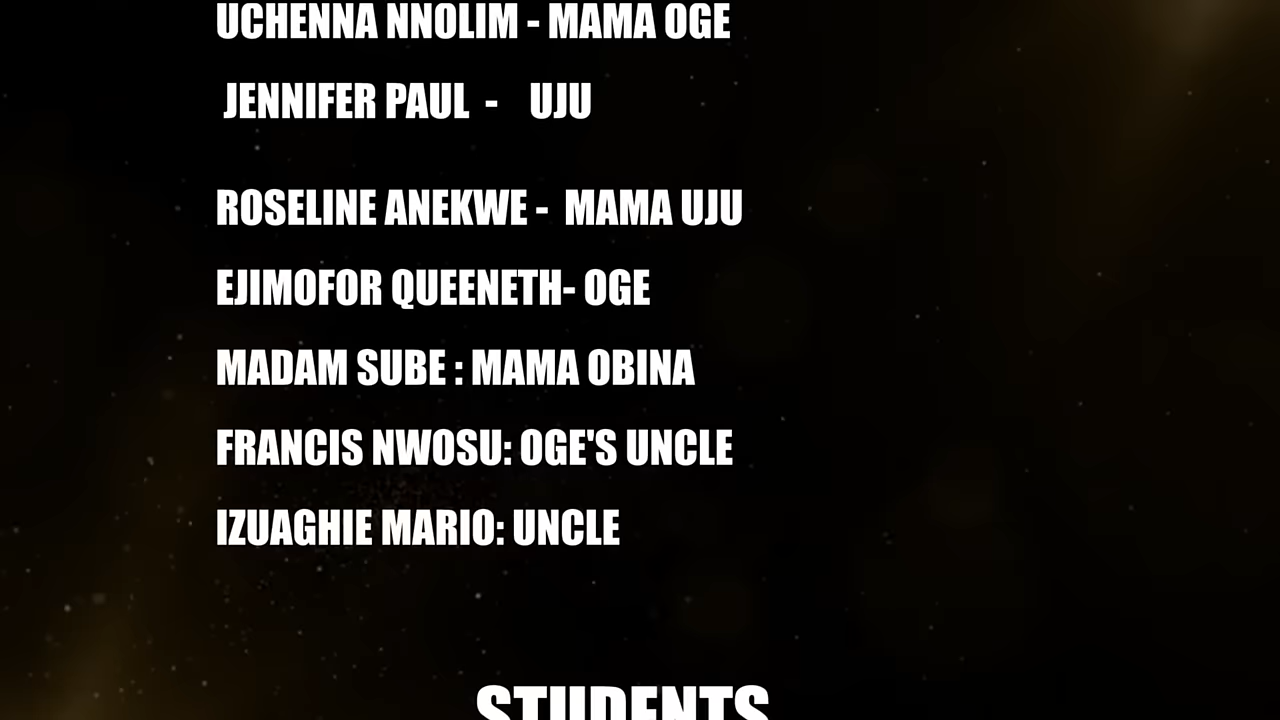 UCHENNA NNOLIM - MAMA OGE
JENNIFER PAUL - UJU
ROSELINE ANEKWE - MAMA UJU
EJIMOFOR QUEENETH- OGE
MADAM SUBE : MAMA OBINA
FRANCIS NWOSU: OGE'S UNCLE
IZUAGHIE MARIO: UNCLE
STUDENTS